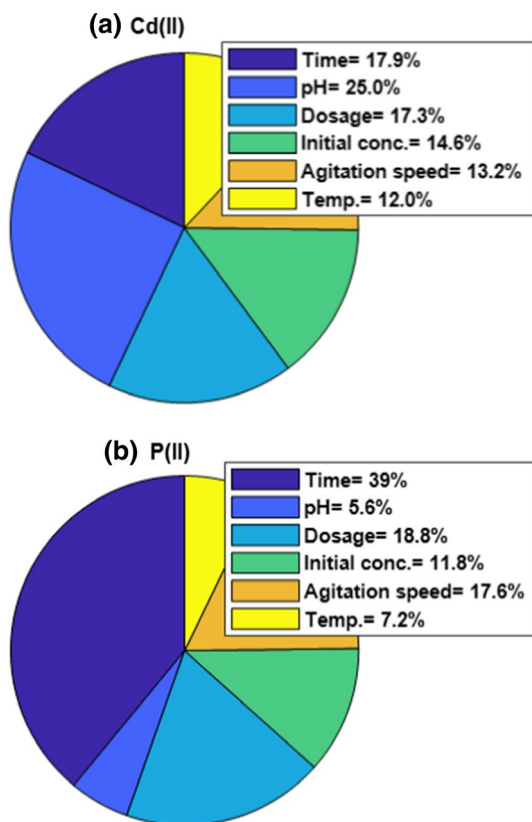 (a) Cd(II)
Time= 17.9%
pH= 25.0%
Dosage= 17.3%
Initial conc.= 14.6%
Agitation speed= 13.2%
Temp.= 12.0%
(b) P(II)
Time= 39%
pH= 5.6%
Dosage= 18.8%
Initial conc.= 11.8%
Agitation speed= 17.6%
Temp.= 7.2%